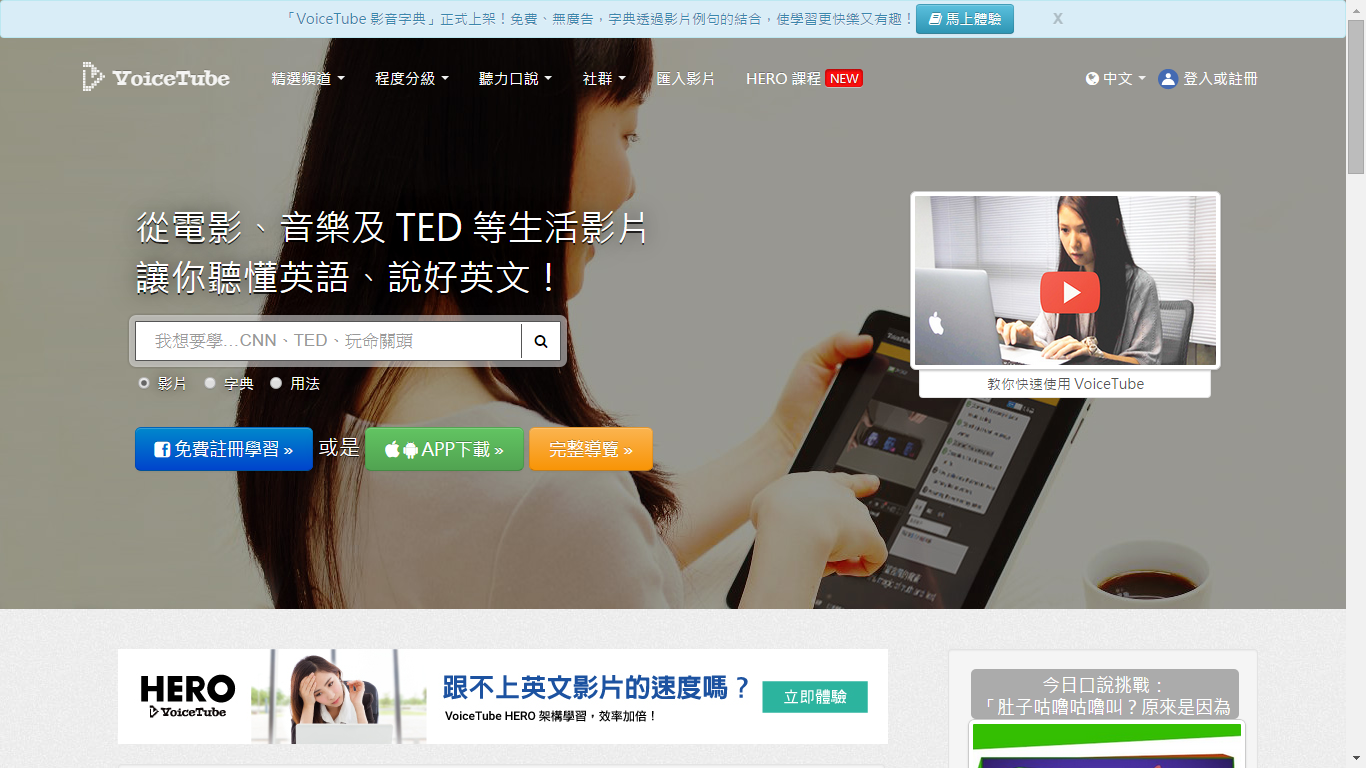 「VoiceTube 影音字典」正式上架！免費、無廣告，字典透過影片例句的結合，使學習更快樂又有趣！ 馬上體驗 X
VoiceTube 精選頻道 程度分級 聽力口說 社群 匯入影片 HERO 課程 NEW 中文 登入或註冊
從電影、音樂及 TED 等生活影片
讓你聽懂英語、說好英文！
我想要學...CNN、TED、玩命關頭
影片 字典 用法
免費註冊學習 » 或是 APP下載 » 完整導覽 »
教你快速使用 VoiceTube
HERO
VoiceTube
跟不上英文影片的速度嗎？
VoiceTube HERO 架構學習，效率加倍！
立即體驗
今日口說挑戰：
「肚子咕嚕咕嚕叫？原來是因為